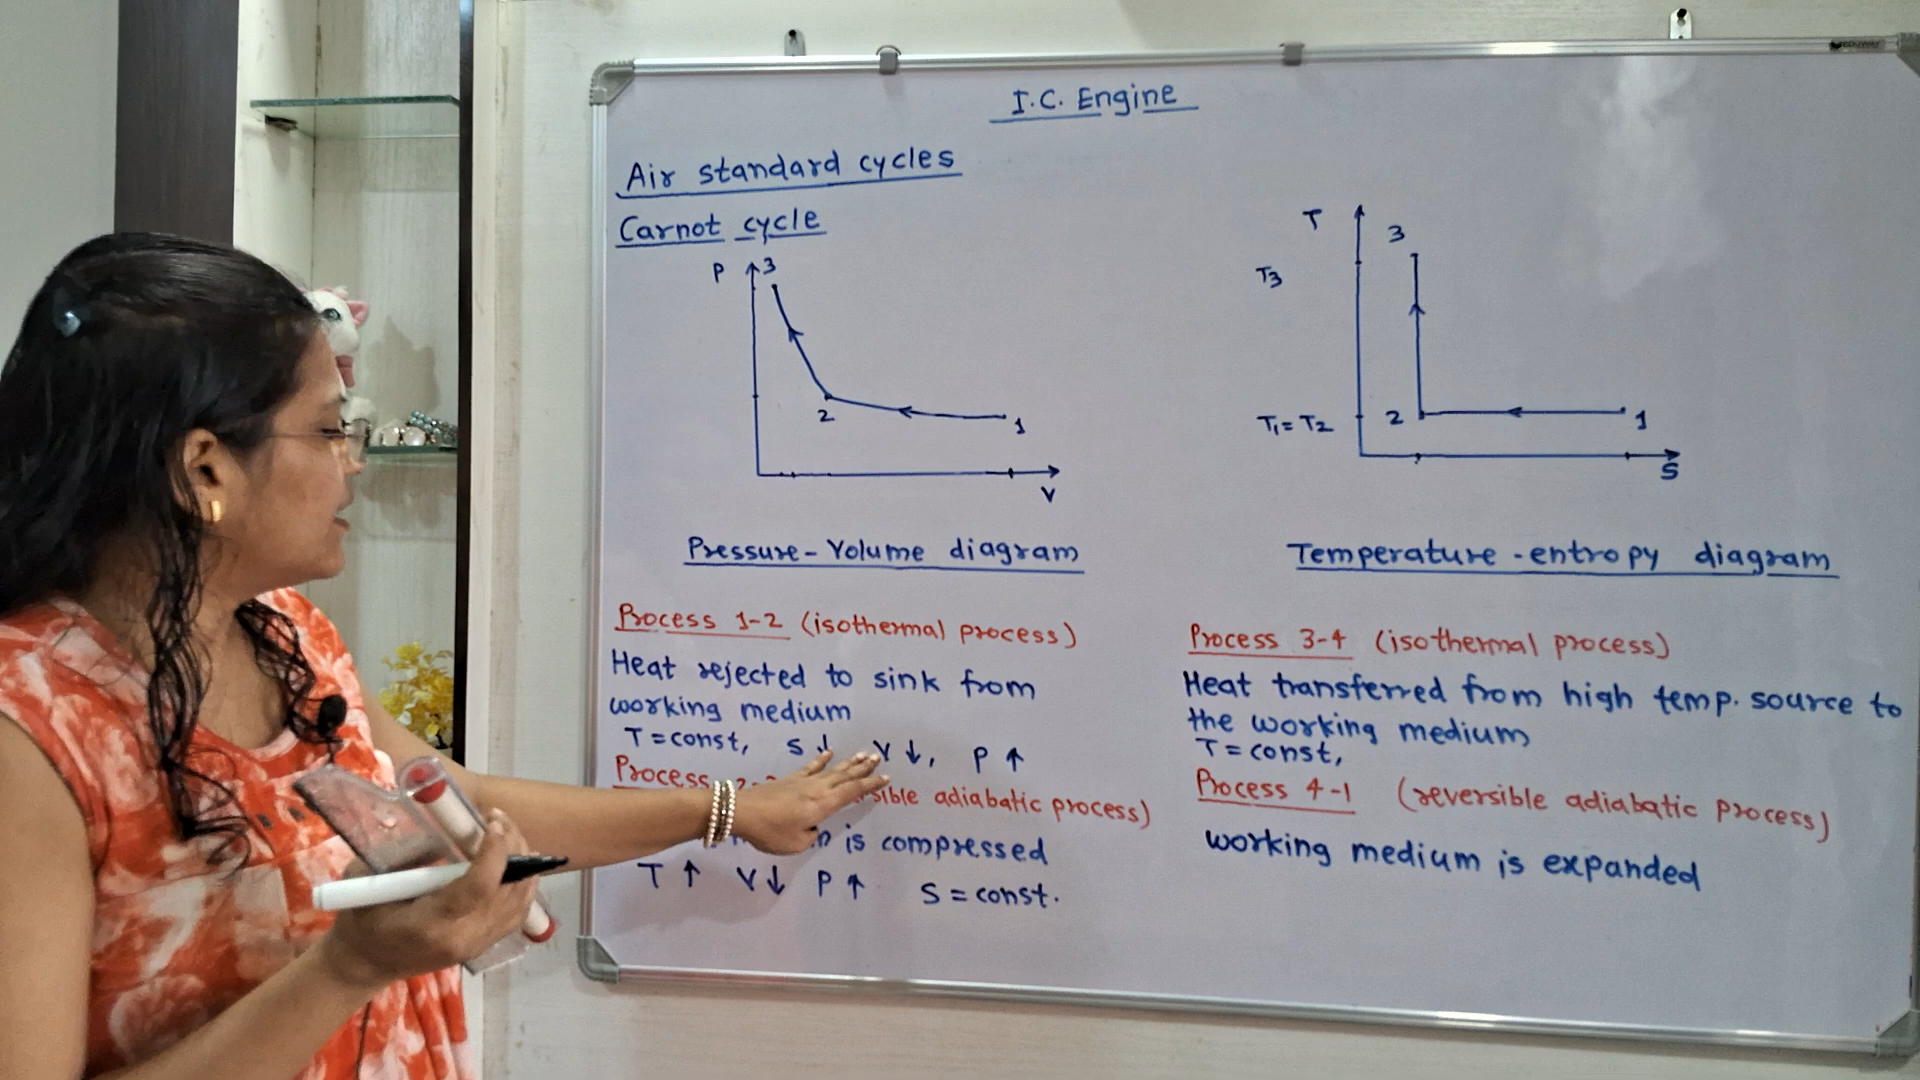 I.C. Engine
Air standard cycles
Carnot cycle
P
3
2
1
V
T
3
T3
T1 = T2
2
1
S
Pressure - Volume diagram
Temperature - entropy diagram
Process 1-2 (isothermal process)
Heat rejected to sink from
working medium
T = const, S ↓ V ↓, P ↑
Process adiabatic process)
is compressed
T ↑ V ↓ P ↑ S = const.
Process 3-4 (isothermal process)
Heat transferred from high temp. source to
the working medium
T = const,
Process 4-1 (reversible adiabatic process)
working medium is expanded